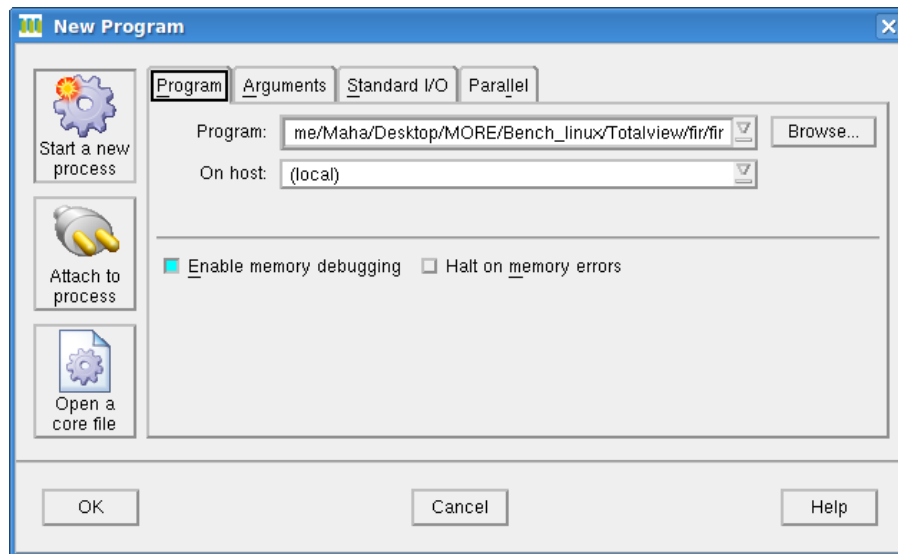 New Program
Start a new
process
Attach to
process
Open a
core file
Program Arguments Standard I/O Parallel
Program: me/Maha/Desktop/MORE/Bench_linux/Totalview/fir/fir Browse...
On host: (local)
Enable memory debugging Halt on memory errors
OK Cancel Help